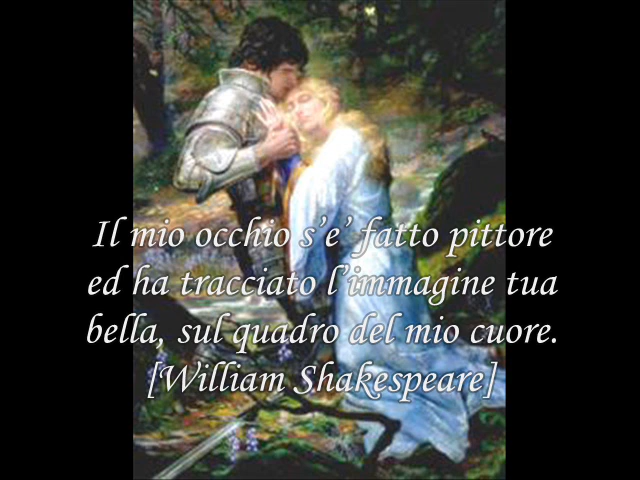 Il mio occhio s’e’ fatto pittore
ed ha tracciato l’immagine tua
bella, sul quadro del mio cuore.
[William Shakespeare]